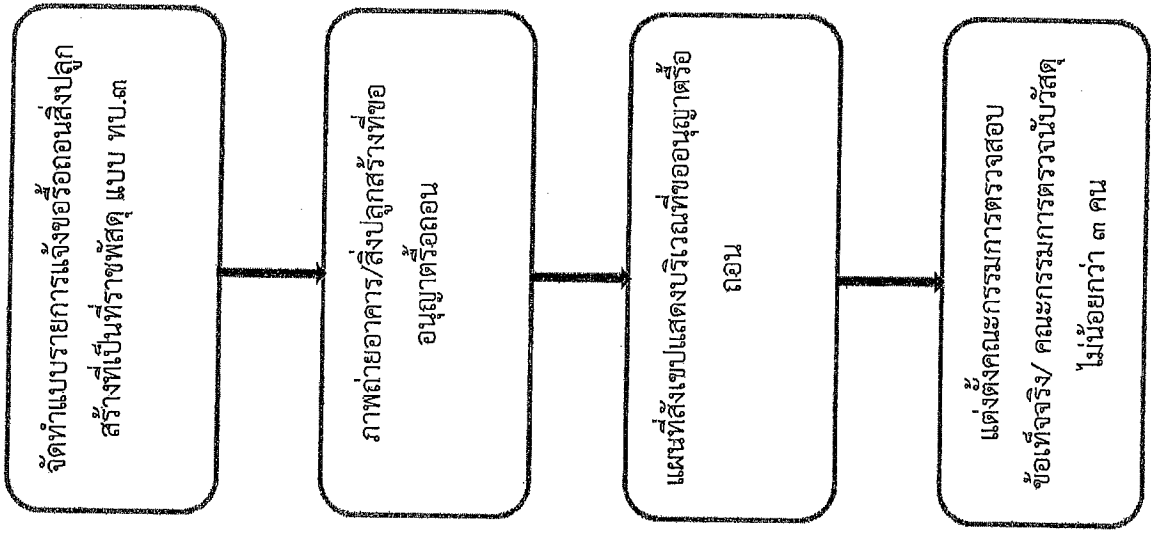 จัดทำแบบรายการแจ้งขอรื้อถอนสิ่งปลูก
สร้างที่เป็นที่ราชพัสดุ แบบ ทบ.๓
ภาพถ่ายอาคาร/สิ่งปลูกสร้างที่ขอ
อนุญาตรื้อถอน
แผนที่สังเขปแสดงบริเวณที่ขออนุญาตรื้อ
ถอน
แต่งตั้งคณะกรรมการตรวจสอบ
ข้อเท็จจริง/ คณะกรรมการตรวจนับวัสดุ
ไม่น้อยกว่า ๓ คน